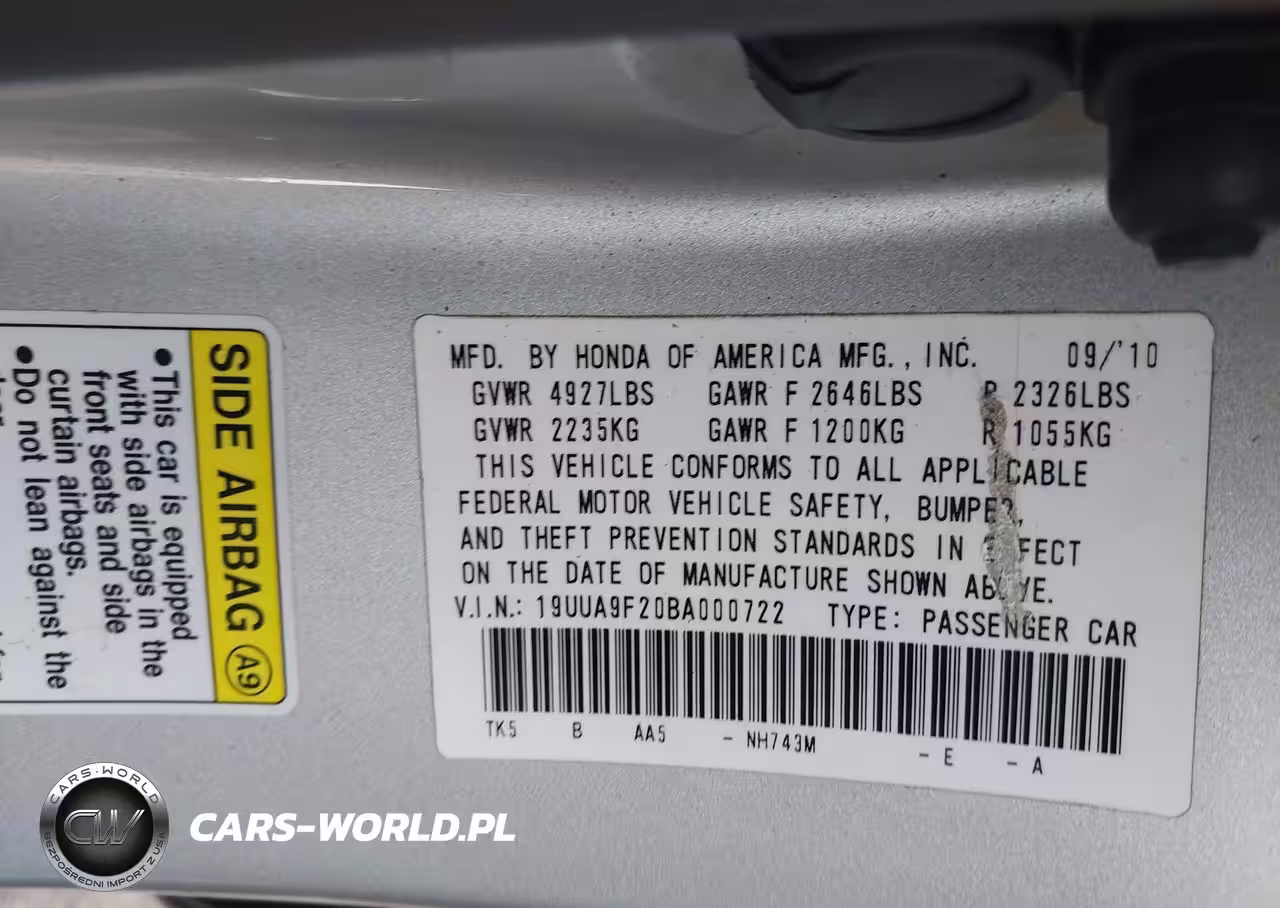 MFD. BY HONDA OF AMERICA MFG., INC. 09/'10
GVWR 4927LBS GAWR F 2646LBS R 2326LBS
GVWR 2235KG GAWR F 1200KG R 1055KG
THIS VEHICLE CONFORMS TO ALL APPLICABLE
FEDERAL MOTOR VEHICLE SAFETY, BUMPER,
AND THEFT PREVENTION STANDARDS IN EFFECT
ON THE DATE OF MANUFACTURE SHOWN ABOVE.
V.I.N.: 19UUA9F20BA000722 TYPE: PASSENGER CAR
TK5 B AA5 - NH743M - E - A
SIDE AIRBAG A9
●This car is equipped
with side airbags in the
front seats and side
curtain airbags.
●Do not lean against the
CARS-WORLD
CW
BEZPOŚREDNI IMPORT Z USA
CARS-WORLD.PL